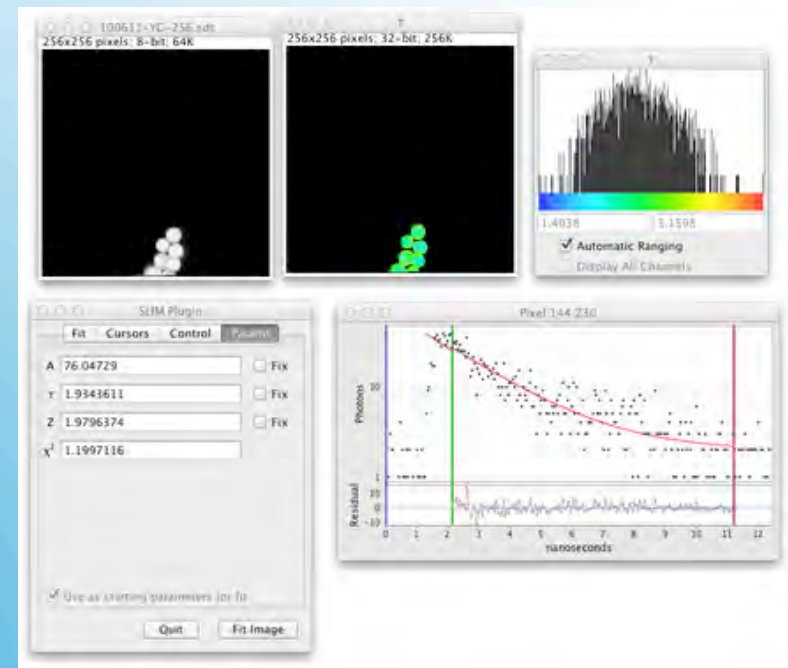 100611-YC-256.sdt
256x256 pixels; 8-bit; 64K
τ
256x256 pixels; 32-bit; 256K
τ
1.4038 3.1598
Automatic Ranging
Display All Channels
SLIM Plugin
Fit Cursors Control Params
A 76.04729 Fix
τ 1.9343611 Fix
Z 1.9796374 Fix
χ² 1.1997116
Use as starting parameters for fit
Quit Fit Image
Pixel 144 230
Photons
10
1
Residual
10
0
-10
0 1 2 3 4 5 6 7 8 9 10 11 12
nanoseconds